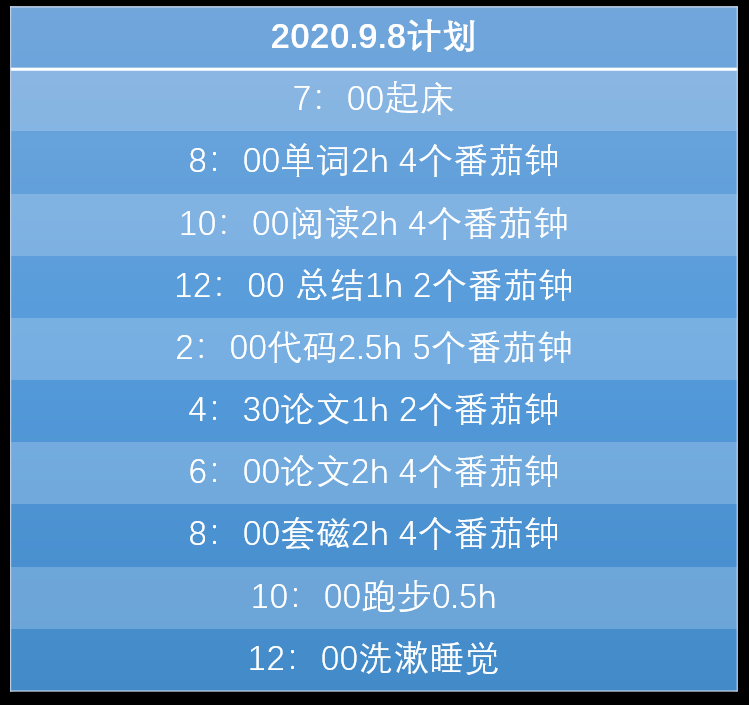 2020.9.8计划
7：00起床
8：00单词2h 4个番茄钟
10：00阅读2h 4个番茄钟
12：00 总结1h 2个番茄钟
2：00代码2.5h 5个番茄钟
4：30论文1h 2个番茄钟
6：00论文2h 4个番茄钟
8：00套磁2h 4个番茄钟
10：00跑步0.5h
12：00洗漱睡觉